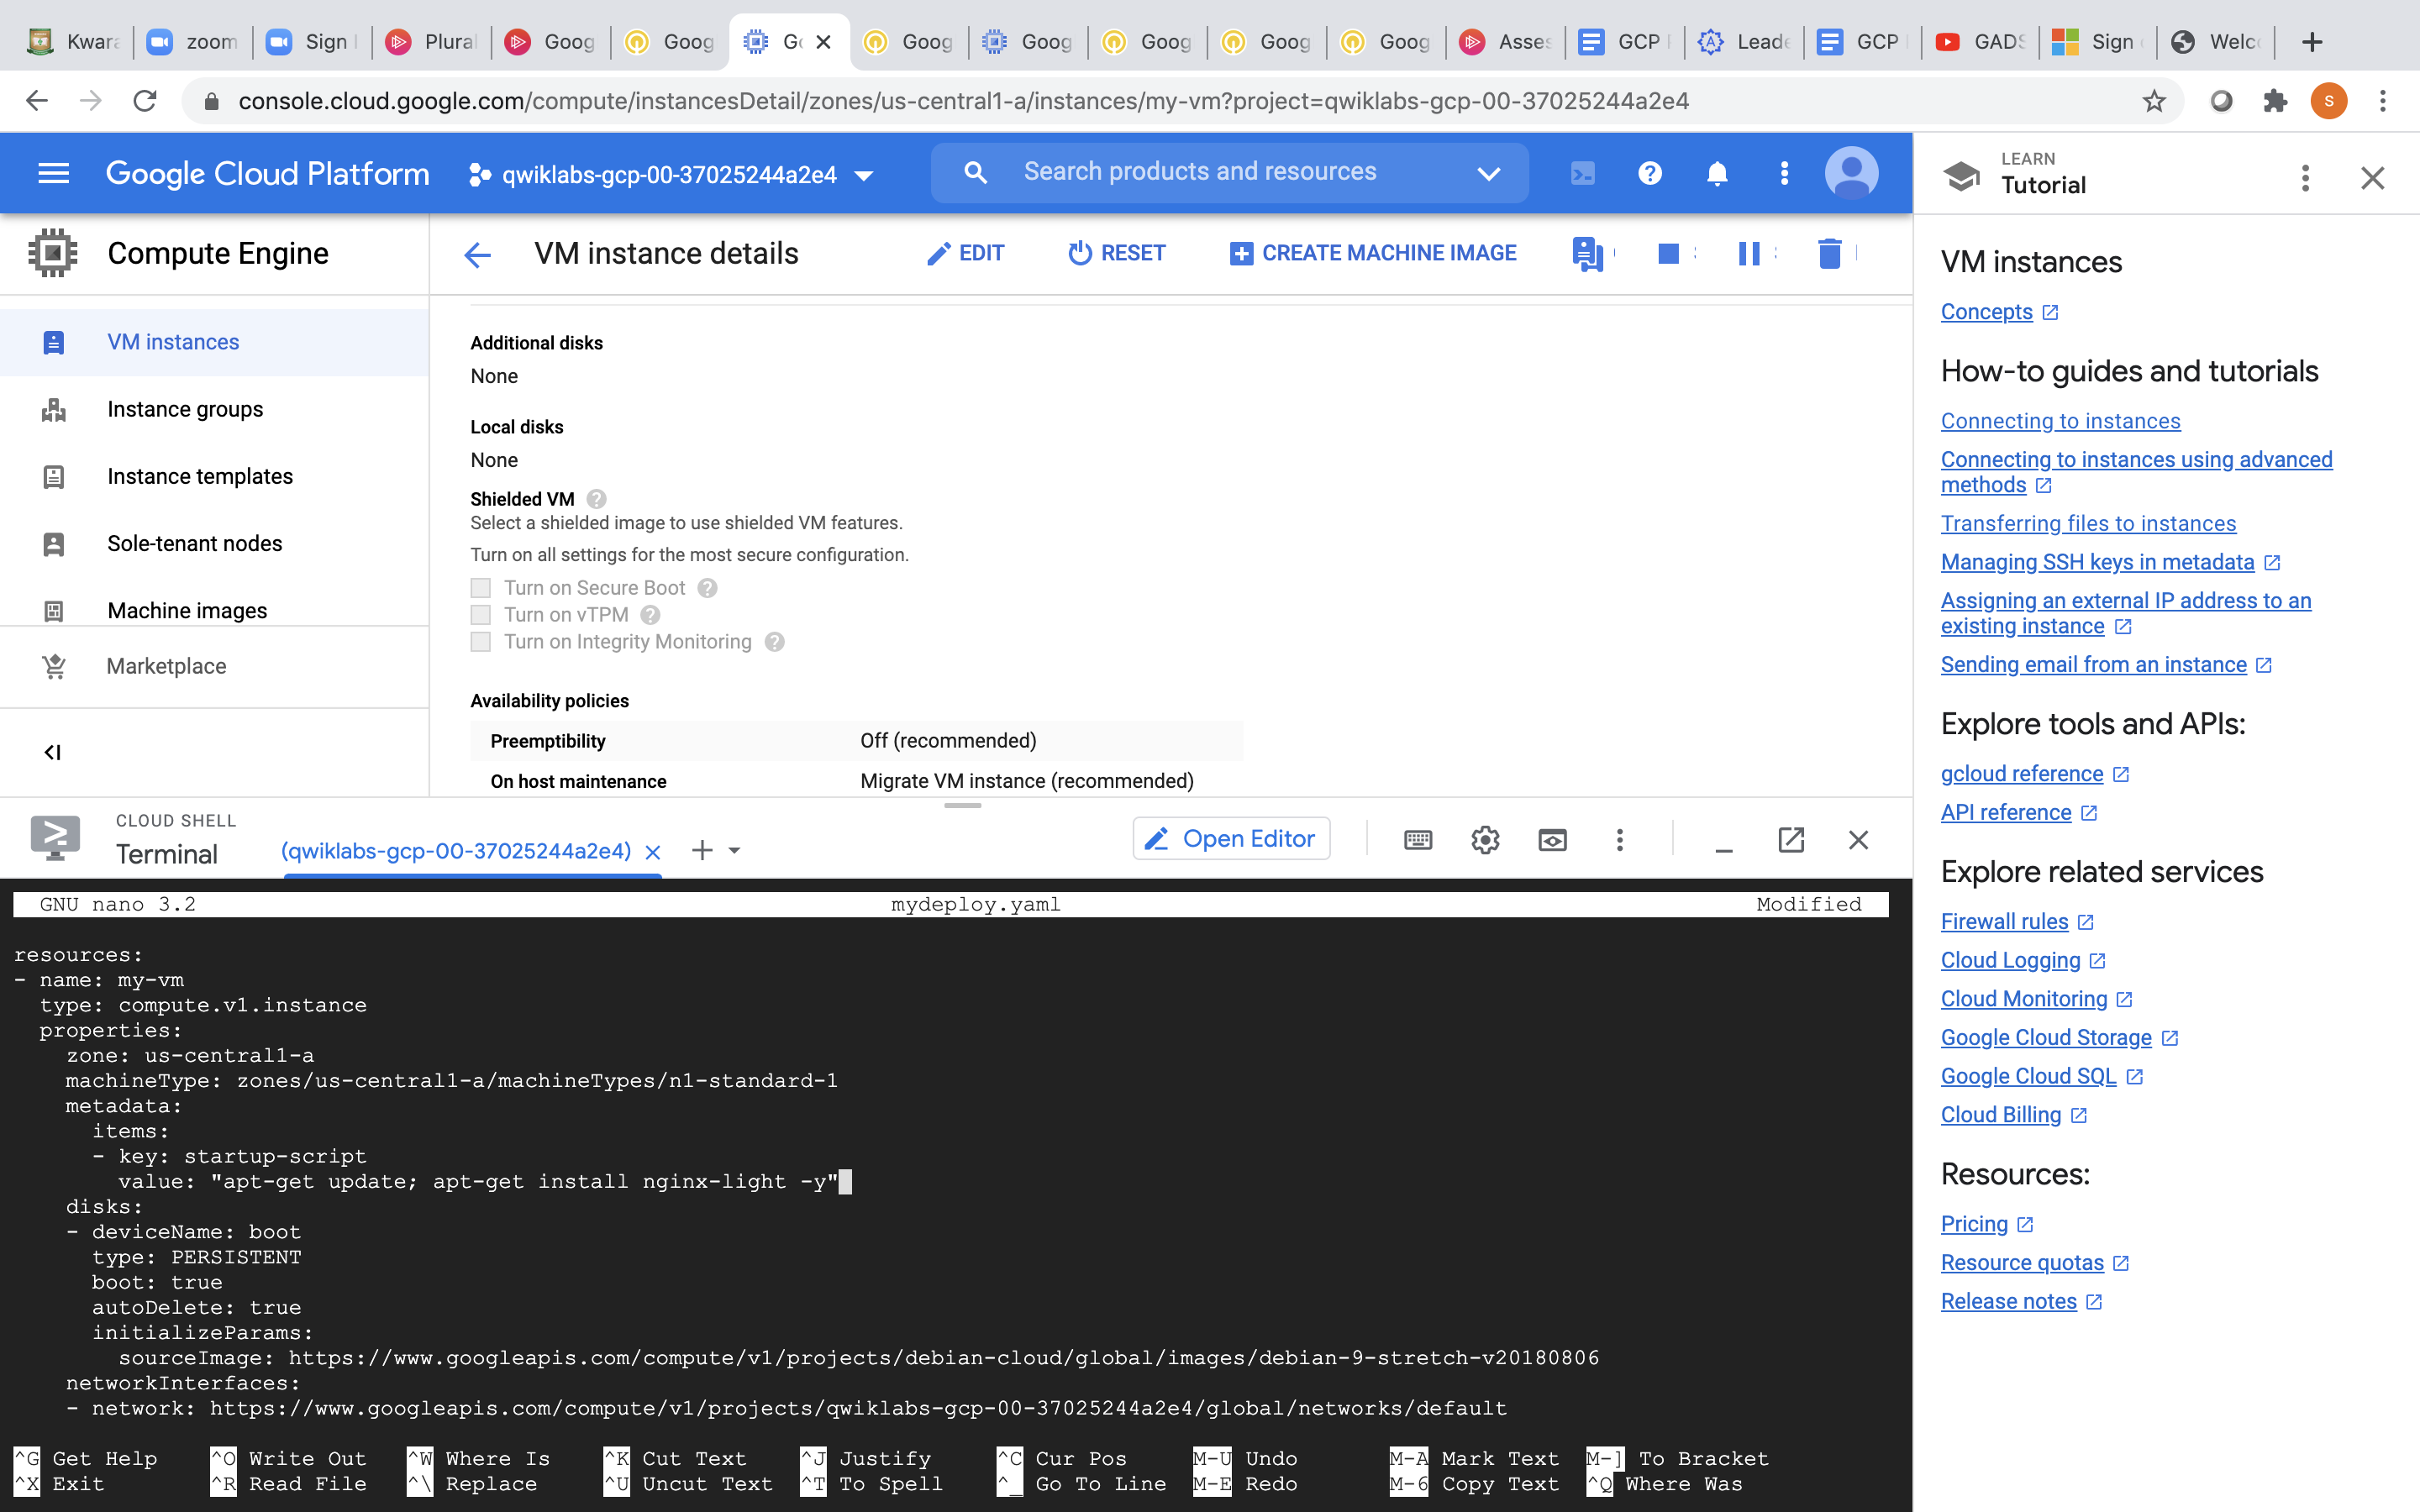 Kwara
zoom
Sign
Plural
Goog
Goog
G
Goog
Goog
Goog
Goog
Goog
Asses
GCP
Leade
GCP
GADS
Sign
Welc
console.cloud.google.com/compute/instancesDetail/zones/us-central1-a/instances/my-vm?project=qwiklabs-gcp-00-37025244a2e4
S
Google Cloud Platform
qwiklabs-gcp-00-37025244a2e4
Search products and resources
LEARN
Tutorial
Compute Engine
VM instance details
EDIT
RESET
CREATE MACHINE IMAGE
VM instances
Instance groups
Instance templates
Sole-tenant nodes
Machine images
Marketplace
Additional disks
None
Local disks
None
Shielded VM
Select a shielded image to use shielded VM features.
Turn on all settings for the most secure configuration.
Turn on Secure Boot
Turn on vTPM
Turn on Integrity Monitoring
Availability policies
Preemptibility Off (recommended)
On host maintenance Migrate VM instance (recommended)
VM instances
Concepts
How-to guides and tutorials
Connecting to instances
Connecting to instances using advanced
methods
Transferring files to instances
Managing SSH keys in metadata
Assigning an external IP address to an
existing instance
Sending email from an instance
Explore tools and APIs:
gcloud reference
API reference
Explore related services
Firewall rules
Cloud Logging
Cloud Monitoring
Google Cloud Storage
Google Cloud SQL
Cloud Billing
Resources:
Pricing
Resource quotas
Release notes
CLOUD SHELL
Terminal
(qwiklabs-gcp-00-37025244a2e4)
Open Editor
GNU nano 3.2 mydeploy.yaml Modified
resources:
- name: my-vm
type: compute.v1.instance
properties:
zone: us-central1-a
machineType: zones/us-central1-a/machineTypes/n1-standard-1
metadata:
items:
- key: startup-script
value: "apt-get update; apt-get install nginx-light -y"
disks:
- deviceName: boot
type: PERSISTENT
boot: true
autoDelete: true
initializeParams:
sourceImage: https://www.googleapis.com/compute/v1/projects/debian-cloud/global/images/debian-9-stretch-v20180806
networkInterfaces:
- network: https://www.googleapis.com/compute/v1/projects/qwiklabs-gcp-00-37025244a2e4/global/networks/default
^G Get Help ^O Write Out ^W Where Is ^K Cut Text ^J Justify ^C Cur Pos M-U Undo M-A Mark Text M-] To Bracket
^X Exit ^R Read File ^\ Replace ^U Uncut Text ^T To Spell ^_ Go To Line M-E Redo M-6 Copy Text ^Q Where Was